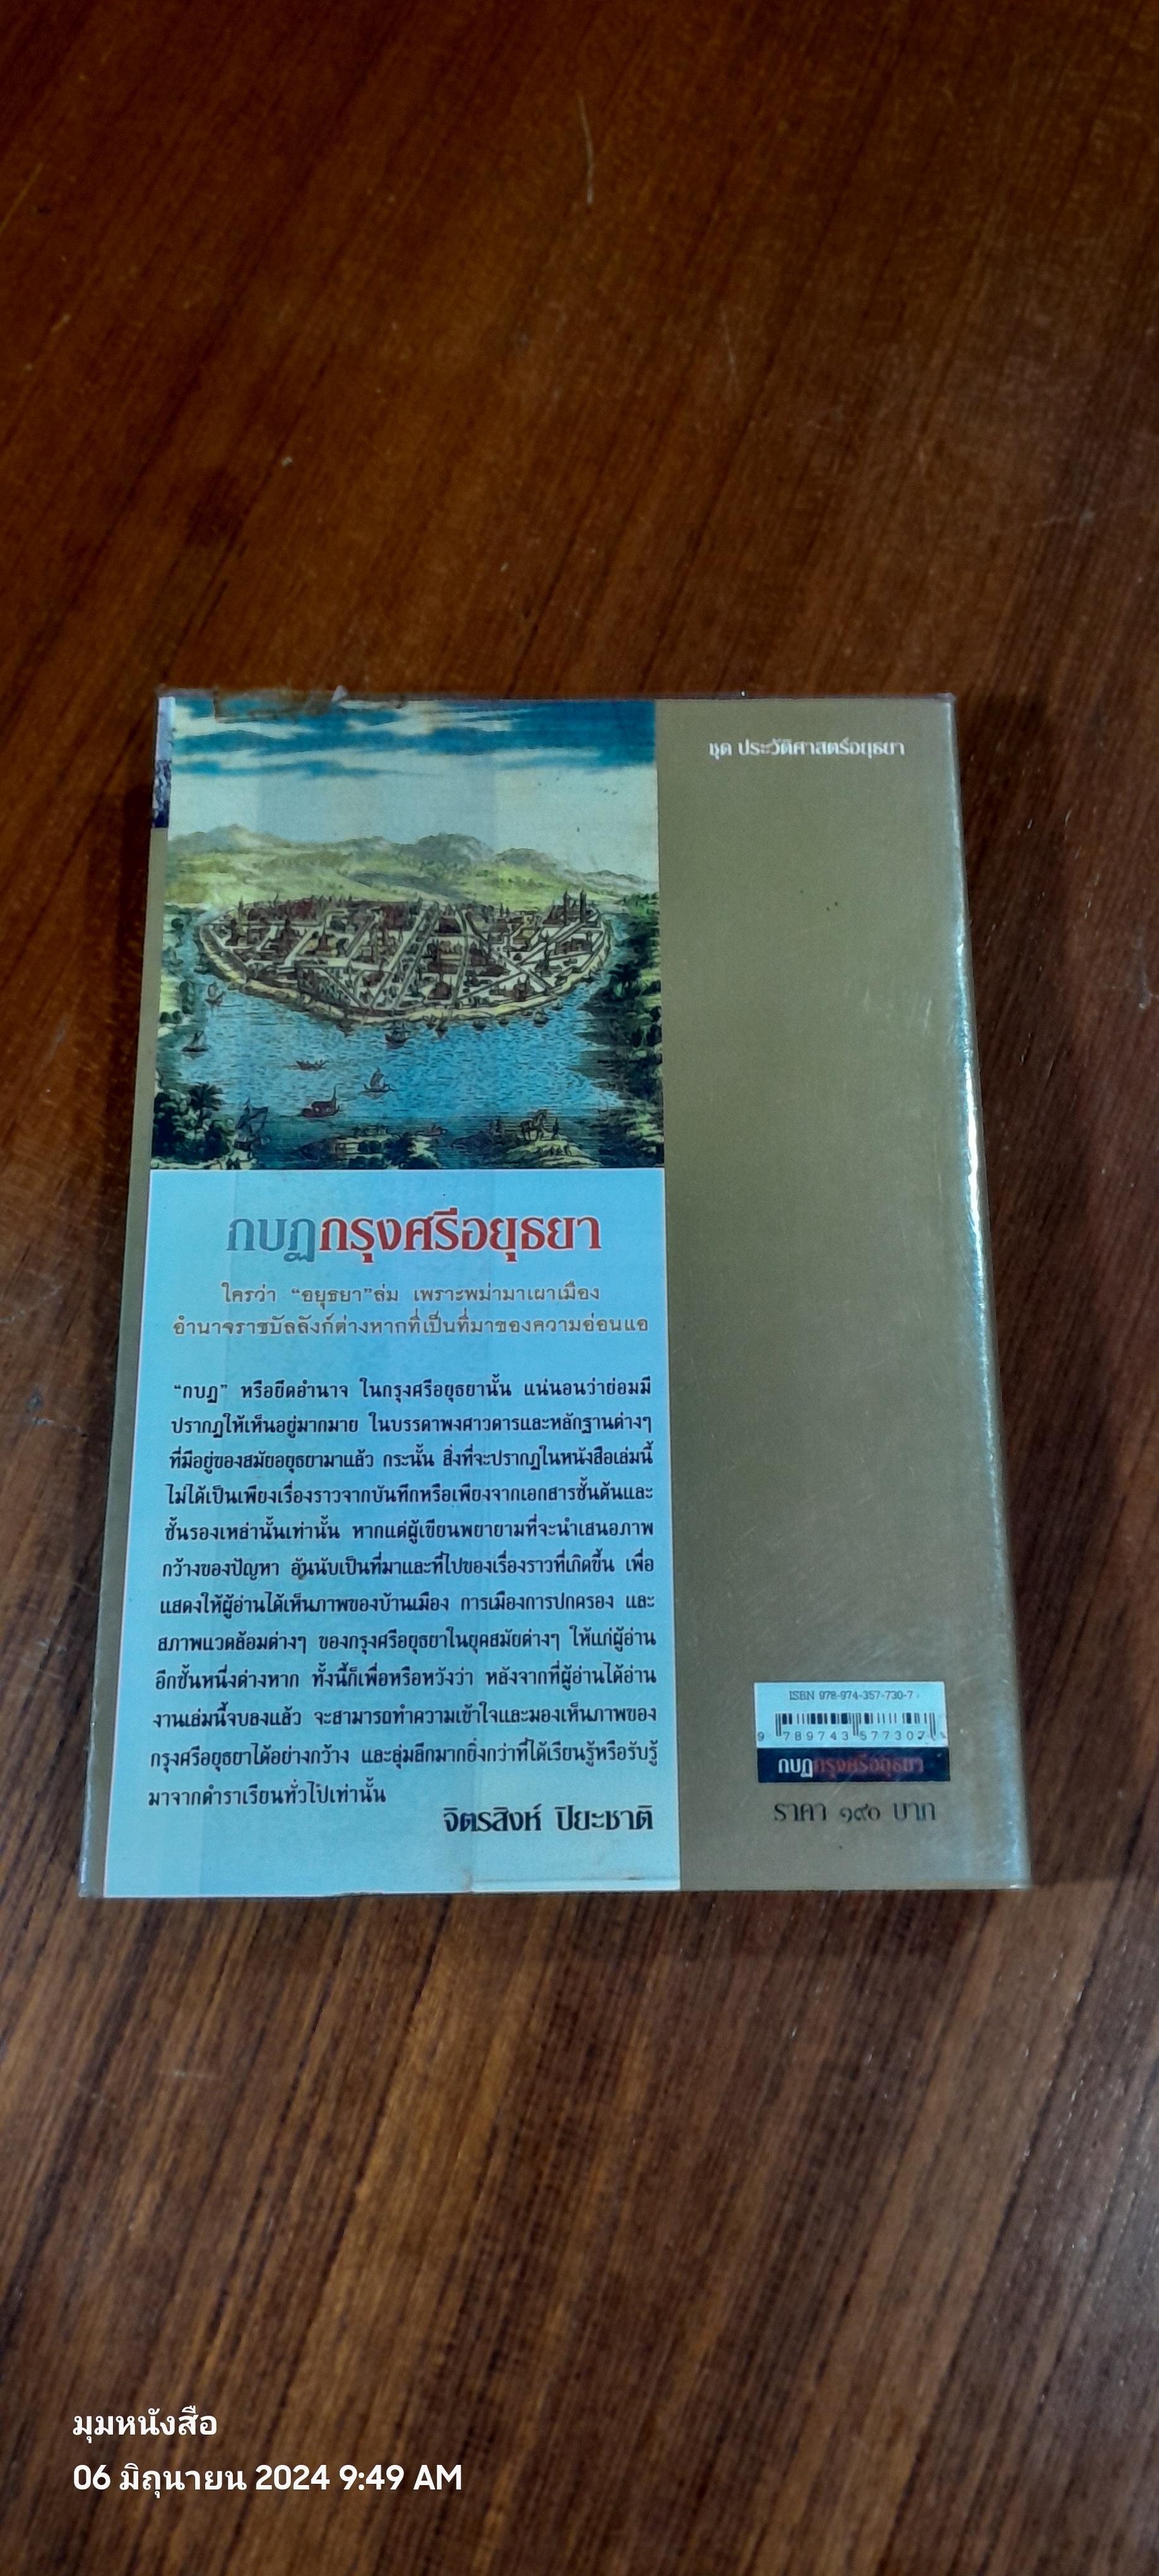 ชุด ประวัติศาสตร์อยุธยา
กบฏกรุงศรีอยุธยา
ใครว่า “อยุธยา”ล่ม เพราะพม่ามาเผาเมือง
อำนาจราชบัลลังก์ต่างหากที่เป็นที่มาของความอ่อนแอ
“กบฏ” หรือยึดอำนาจ ในกรุงศรีอยุธยานั้น แน่นอนว่าย่อมมี
ปรากฏให้เห็นอยู่มากมาย ในบรรดาพงศาวดารและหลักฐานต่างๆ
ที่มีอยู่ของสมัยอยุธยามาแล้ว กระนั้น สิ่งที่จะปรากฏในหนังสือเล่มนี้
ไม่ได้เป็นเพียงเรื่องราวจากบันทึกหรือเพียงจากเอกสารชั้นต้นและ
ชั้นรองเหล่านั้นเท่านั้น หากแต่ผู้เขียนพยายามที่จะนำเสนอภาพ
กว้างของปัญหา อันนับเป็นที่มาและที่ไปของเรื่องราวที่เกิดขึ้น เพื่อ
แสดงให้ผู้อ่านได้เห็นภาพของบ้านเมือง การเมืองการปกครอง และ
สภาพแวดล้อมต่างๆ ของกรุงศรีอยุธยาในยุคสมัยต่างๆ ให้แก่ผู้อ่าน
อีกชั้นหนึ่งต่างหาก ทั้งนี้ก็เพื่อหรือหวังว่า หลังจากที่ผู้อ่านได้อ่าน
งานเล่มนี้จบลงแล้ว จะสามารถทำความเข้าใจและมองเห็นภาพของ
กรุงศรีอยุธยาได้อย่างกว้าง และลุ่มลึกมากยิ่งกว่าที่ได้เรียนรู้หรือรับรู้
มาจากตำราเรียนทั่วไปเท่านั้น
จิตรสิงห์ ปิยะชาติ
ISBN 978-974-357-730-7
9 789743 577307
กบฏกรุงศรีอยุธยา
ราคา ๑๙๐ บาท
มุมหนังสือ
06 มิถุนายน 2024 9:49 AM